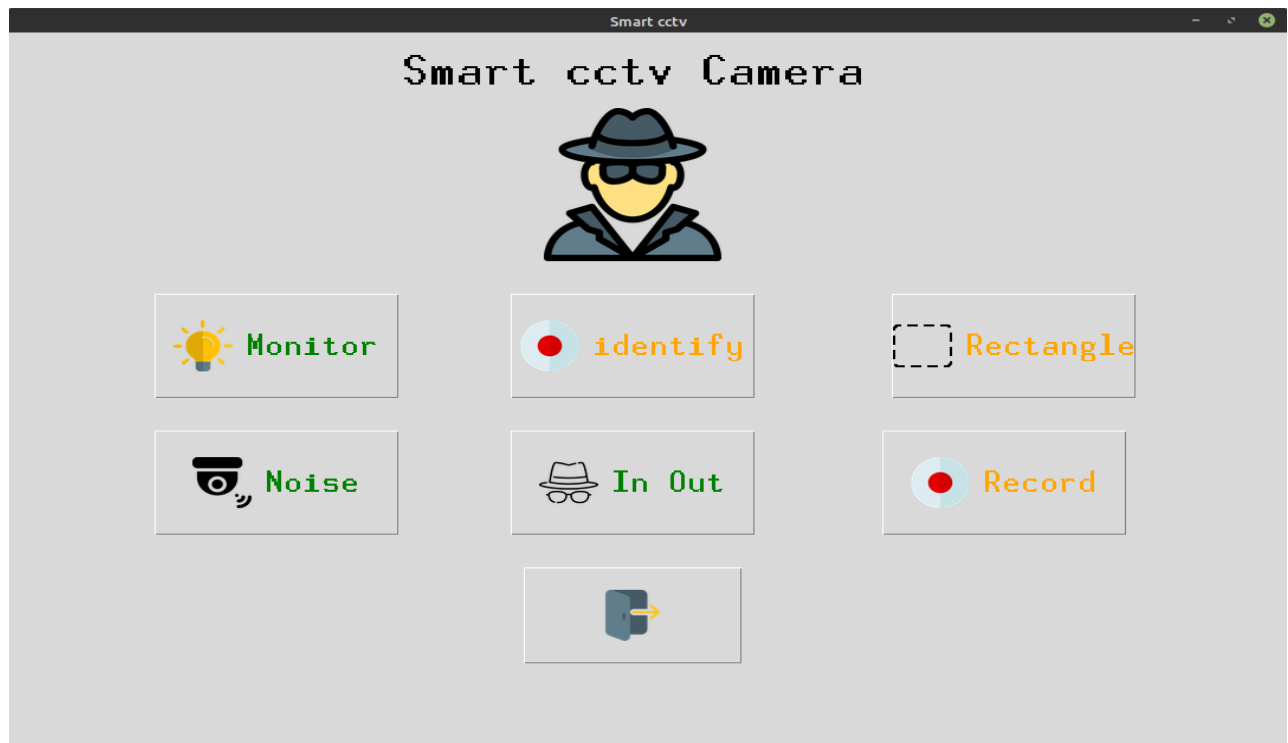 Smart cctv
Smart cctv Camera
Monitor
identify
Rectangle
Noise
In Out
Record